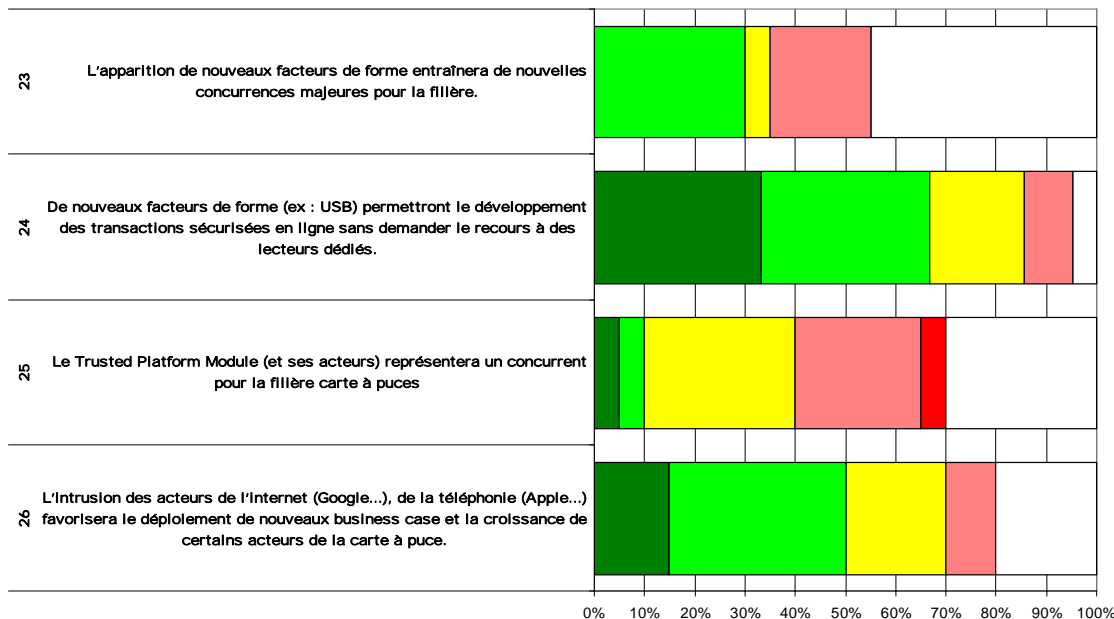 23
L'apparition de nouveaux facteurs de forme entraînera de nouvelles
concurrences majeures pour la filière.
24
De nouveaux facteurs de forme (ex : USB) permettront le développement
des transactions sécurisées en ligne sans demander le recours à des
lecteurs dédiés.
25
Le Trusted Platform Module (et ses acteurs) représentera un concurrent
pour la filière carte à puces
26
L'intrusion des acteurs de l'internet (Google...), de la téléphonie (Apple...)
favorisera le déploiement de nouveaux business case et la croissance de
certains acteurs de la carte à puce.
0% 10% 20% 30% 40% 50% 60% 70% 80% 90% 100%